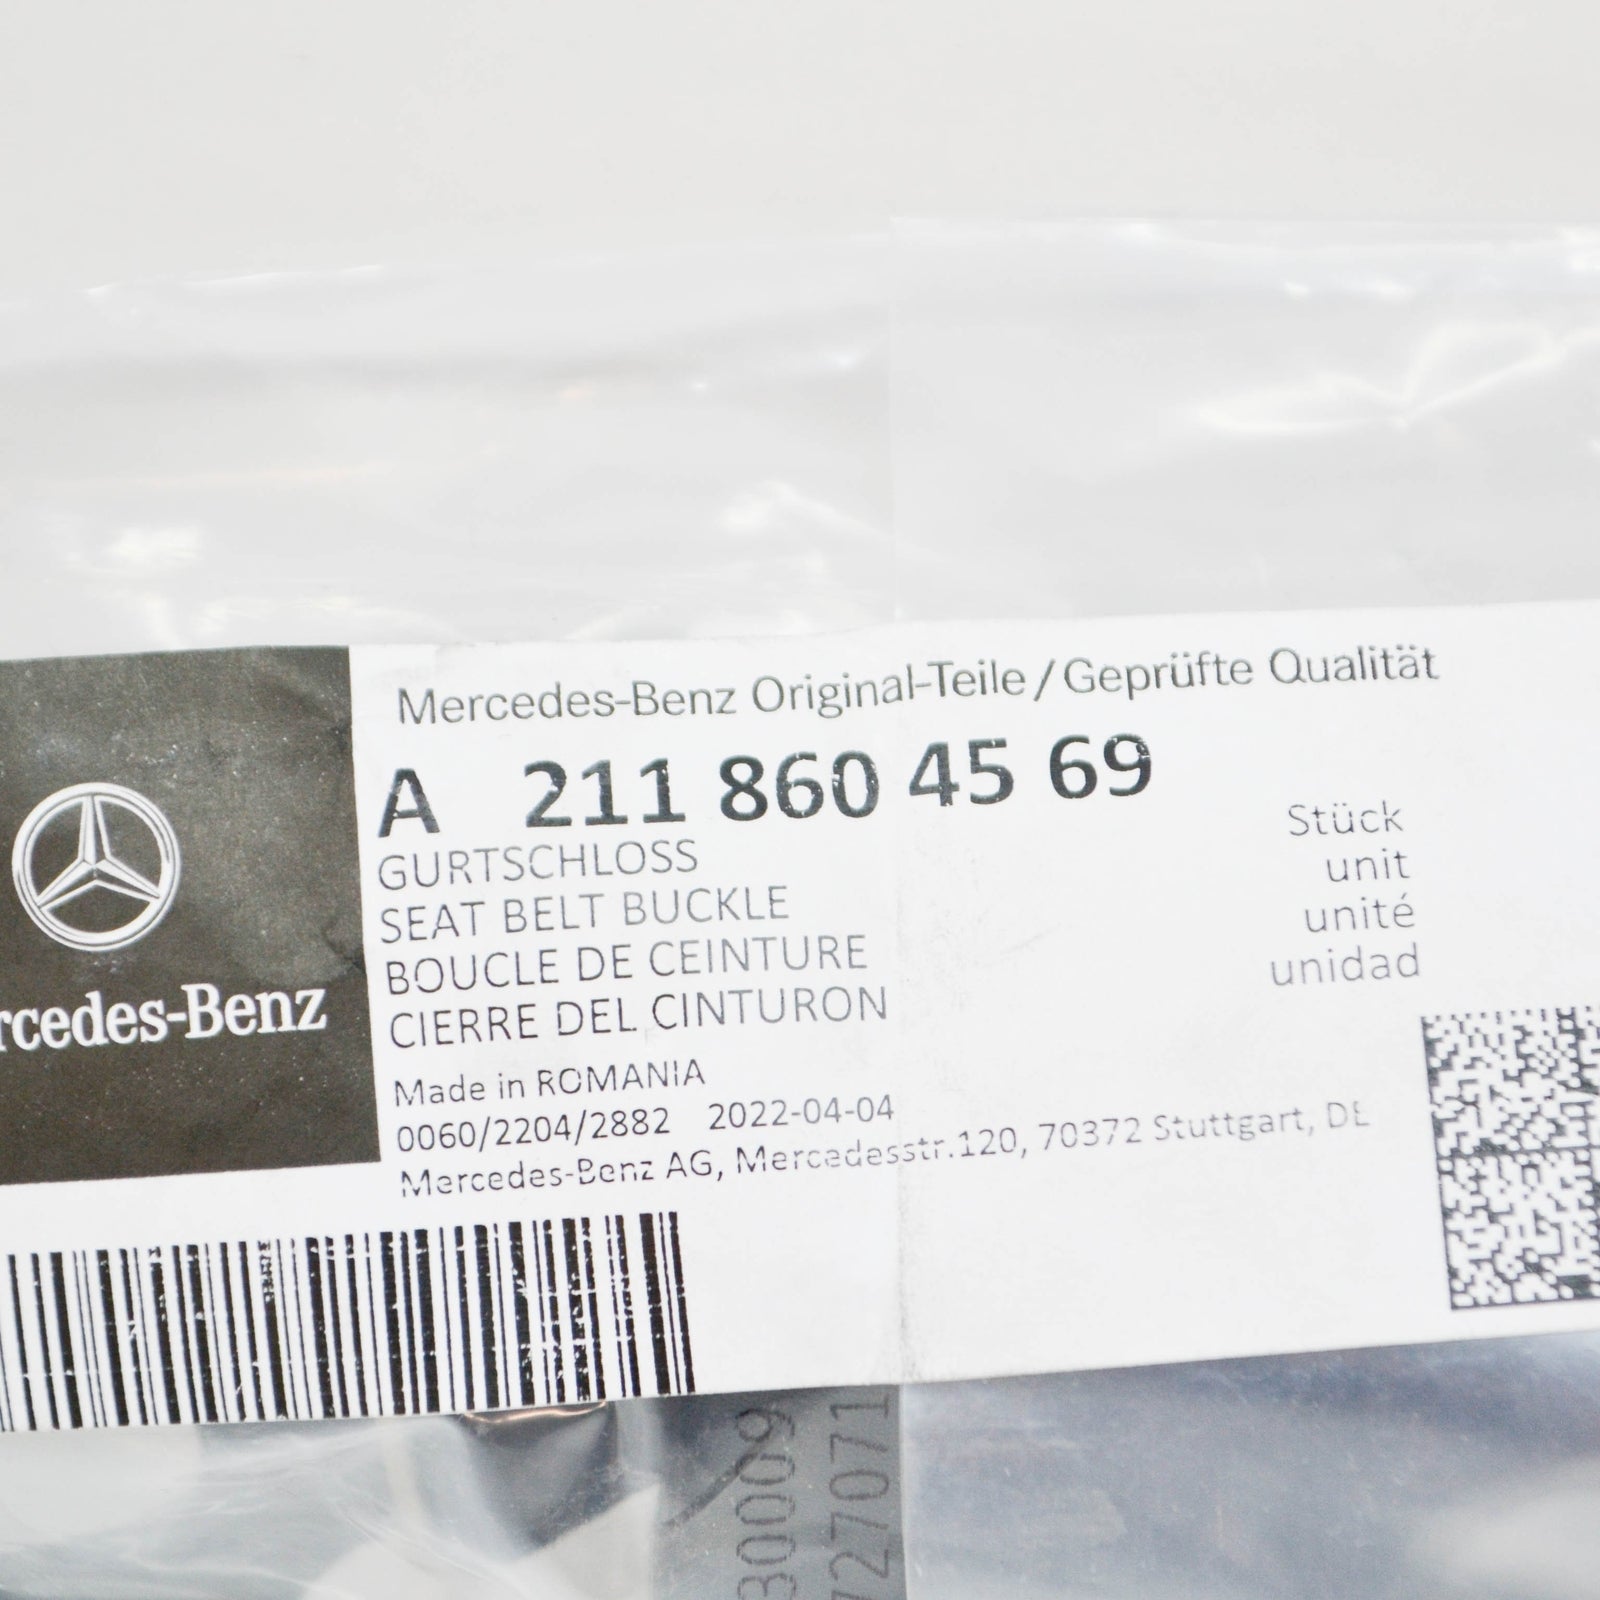 Mercedes-Benz Original-Teile/Geprüfte Qualität
A 211 860 45 69
GURTSCHLOSS
SEAT BELT BUCKLE
BOUCLE DE CEINTURE
CIERRE DEL CINTURON
Stück
unit
unité
unidad
rcedes-Benz
Made in ROMANIA
0060/2204/2882 2022-04-04
Mercedes-Benz AG, Mercedesstr.120, 70372 Stuttgart, DE
30009
727071